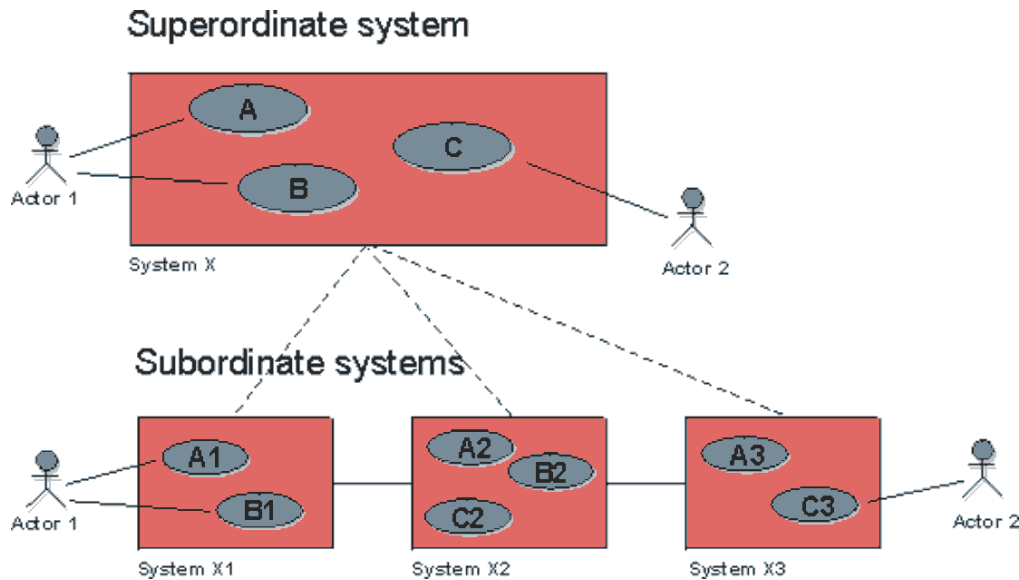 Superordinate system
A
C
B
Actor 1
System X
Actor 2
Subordinate systems
A1
B1
A2
B2
C2
A3
C3
Actor 1
Actor 2
System X1
System X2
System X3